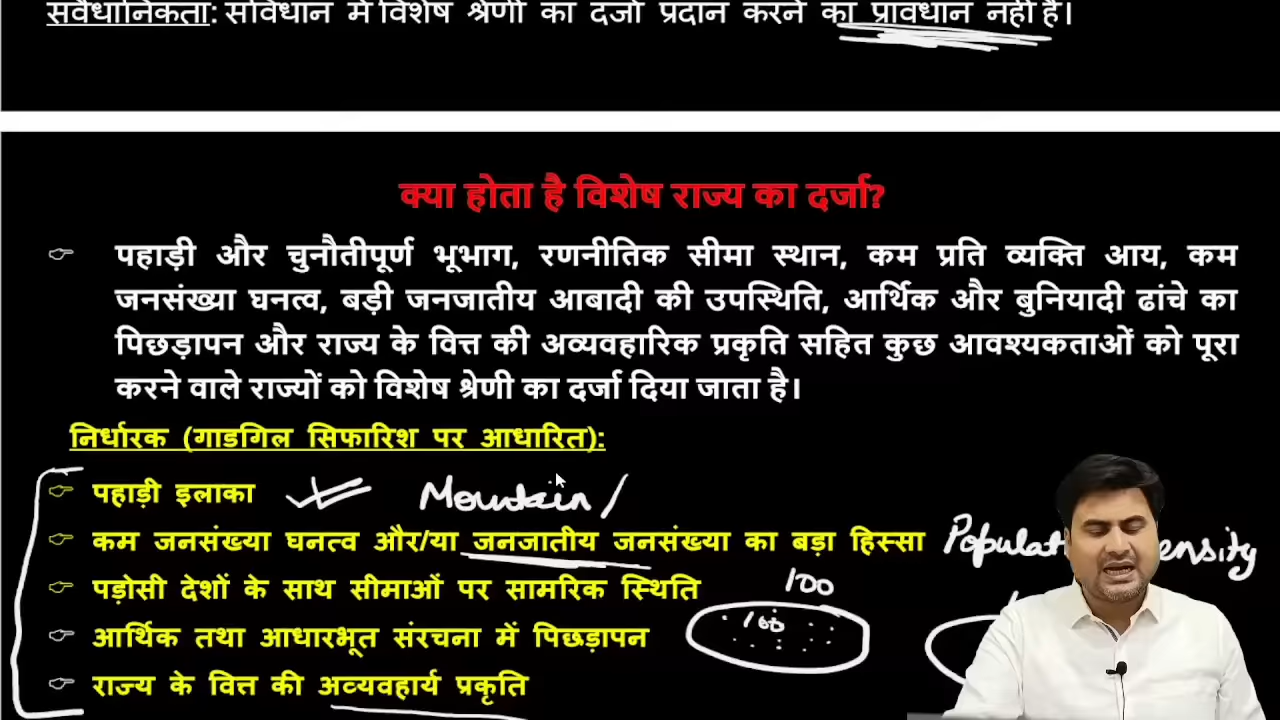 संवैधानिकता: संविधान में विशेष श्रेणी का दर्जा प्रदान करने का प्रावधान नहीं है।
क्या होता है विशेष राज्य का दर्जा?
पहाड़ी और चुनौतीपूर्ण भूभाग, रणनीतिक सीमा स्थान, कम प्रति व्यक्ति आय, कम
जनसंख्या घनत्व, बड़ी जनजातीय आबादी की उपस्थिति, आर्थिक और बुनियादी ढांचे का
पिछड़ापन और राज्य के वित्त की अव्यवहारिक प्रकृति सहित कुछ आवश्यकताओं को पूरा
करने वाले राज्यों को विशेष श्रेणी का दर्जा दिया जाता है।
निर्धारक (गाडगिल सिफारिश पर आधारित):
पहाड़ी इलाका Mountain/
कम जनसंख्या घनत्व और/या जनजातीय जनसंख्या का बड़ा हिस्सा Populat ensity
पड़ोसी देशों के साथ सीमाओं पर सामरिक स्थिति 100
आर्थिक तथा आधारभूत संरचना में पिछड़ापन 100
राज्य के वित्त की अव्यवहार्य प्रकृति